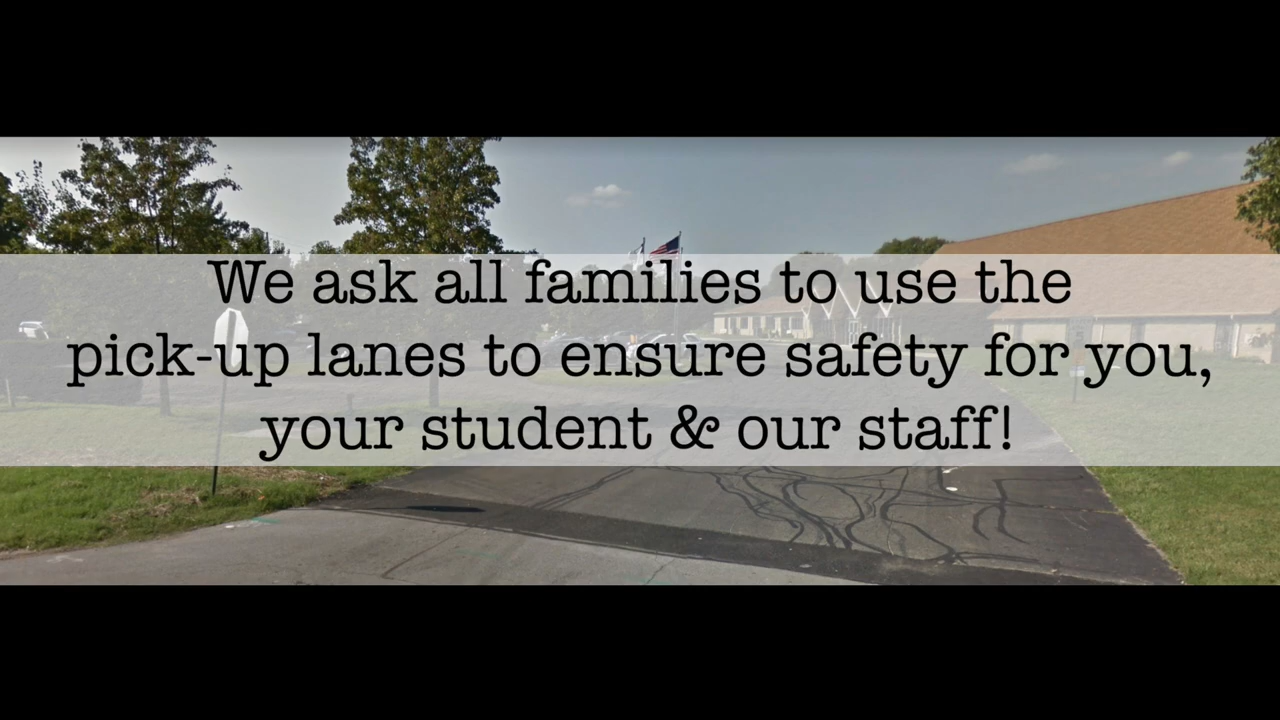 We ask all families to use the
pick-up lanes to ensure safety for you,
your student & our staff!